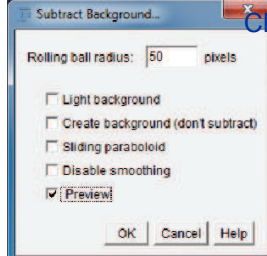 Subtract Background...
Rolling ball radius: 50 pixels
Light background
Create background (don't subtract)
Sliding paraboloid
Disable smoothing
Preview
OK Cancel Help